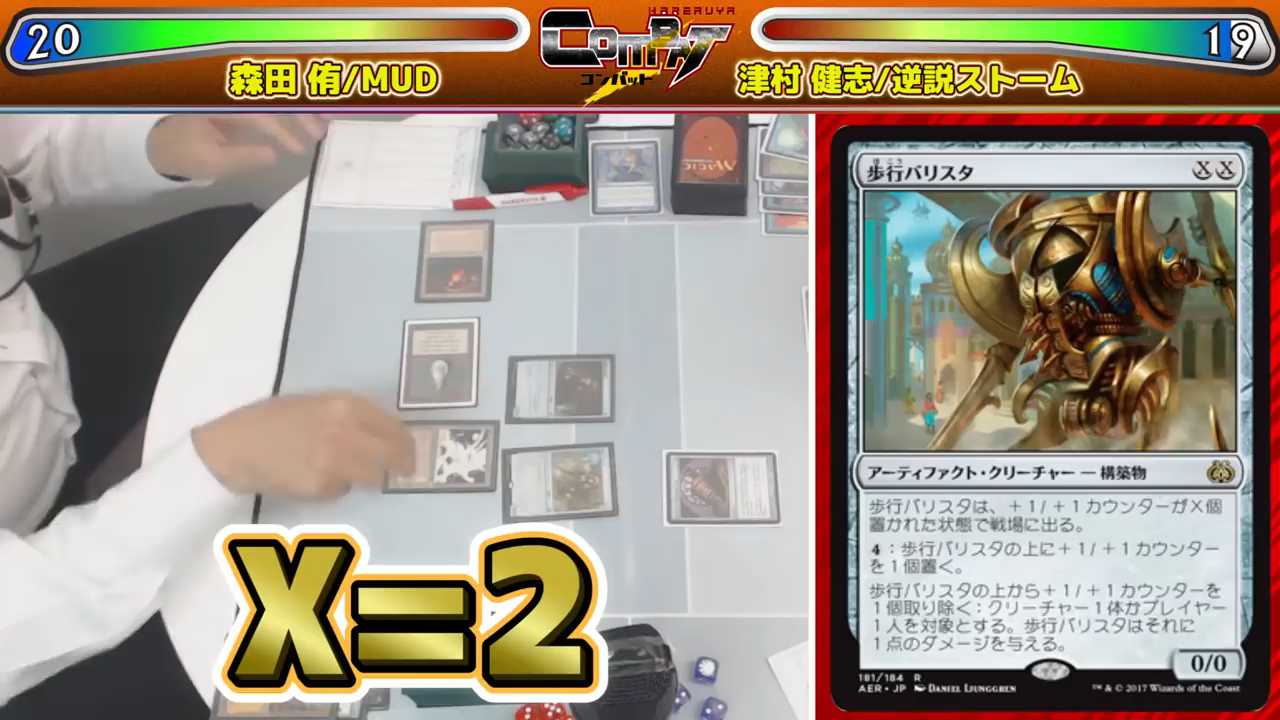 20
HARERUYA
COMBAT
コンバット
19
森田 侑/MUD
津村 健志/逆説ストーム
MAGIC
ほこう
歩行バリスタ
XX
アーティファクト・クリーチャー ― 構築物
歩行バリスタは、+1/+1カウンターがX個
置かれた状態で戦場に出る。
4:歩行バリスタの上に+1/+1カウンター
を1個置く。
歩行バリスタの上から+1/+1カウンターを
1個取り除く:クリーチャー1体かプレイヤー
1人を対象とする。歩行バリスタはそれに
1点のダメージを与える。
0/0
181/184 R
AER・JP DANIEL LJUNGGREN
™ & © 2017 Wizards of the Coast
X=2